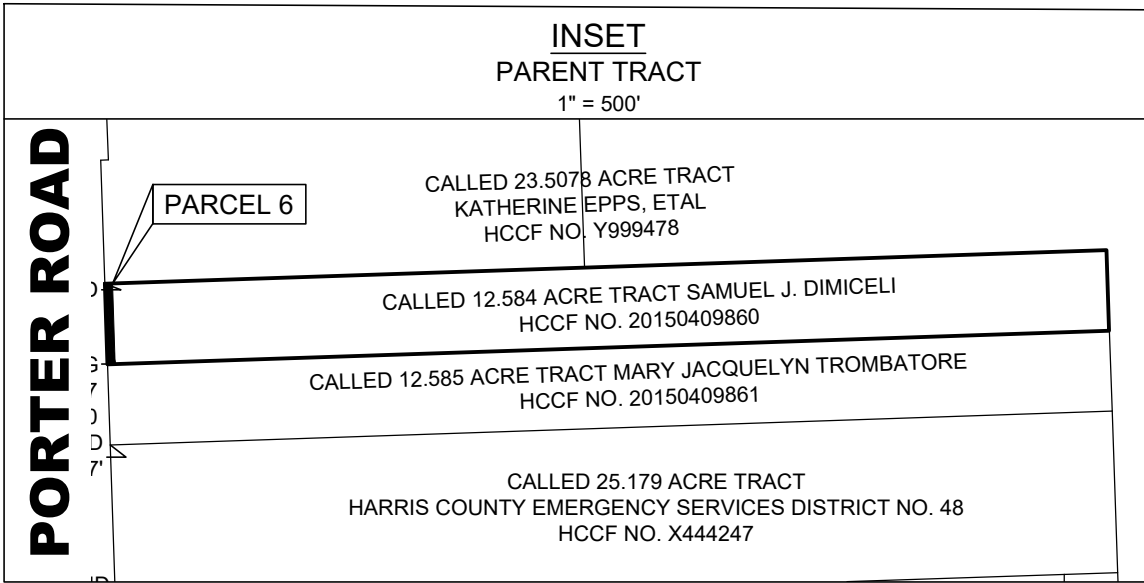 INSET
PARENT TRACT
1" = 500'
PORTER ROAD
PARCEL 6
CALLED 23.5078 ACRE TRACT
KATHERINE EPPS, ETAL
HCCF NO. Y999478
CALLED 12.584 ACRE TRACT SAMUEL J. DIMICELI
HCCF NO. 20150409860
CALLED 12.585 ACRE TRACT MARY JACQUELYN TROMBATORE
HCCF NO. 20150409861
7'
CALLED 25.179 ACRE TRACT
HARRIS COUNTY EMERGENCY SERVICES DISTRICT NO. 48
HCCF NO. X444247